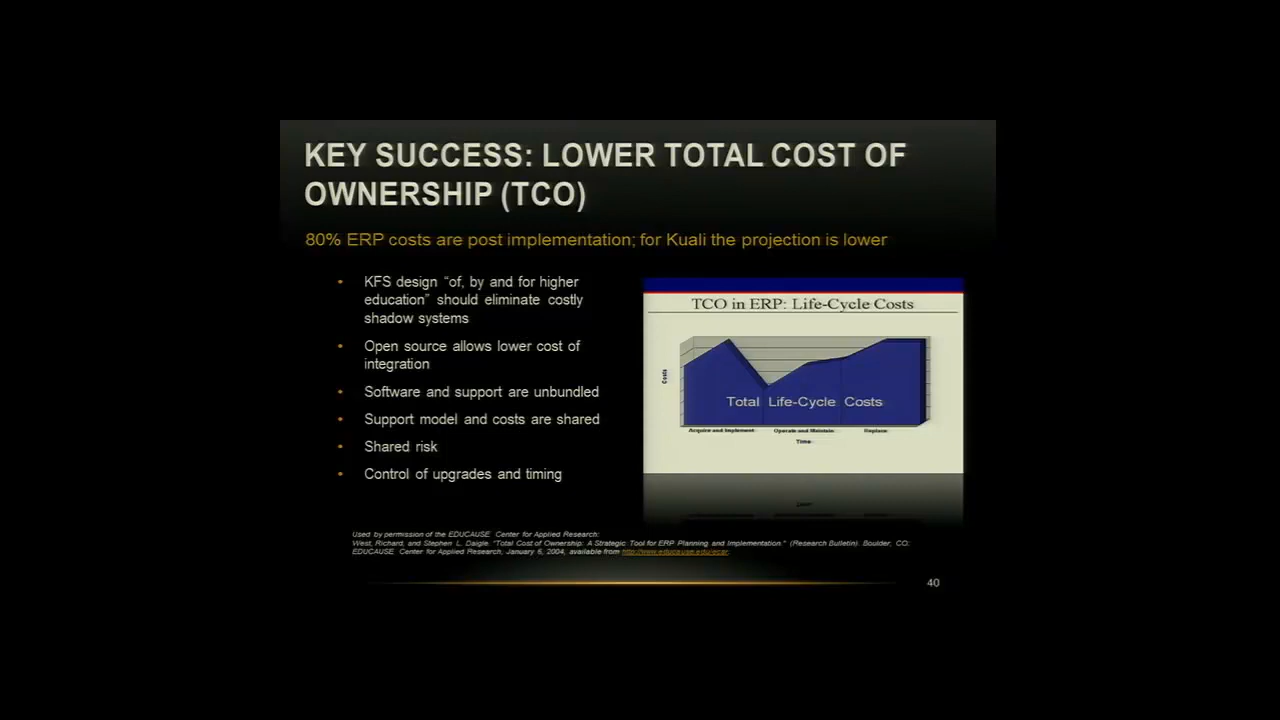 KEY SUCCESS: LOWER TOTAL COST OF
OWNERSHIP (TCO)
80% ERP costs are post implementation; for Kuali the projection is lower
• KFS design “of, by and for higher
education” should eliminate costly
shadow systems
• Open source allows lower cost of
integration
• Software and support are unbundled
• Support model and costs are shared
• Shared risk
• Control of upgrades and timing
TCO in ERP: Life-Cycle Costs
Costs
Total Life-Cycle Costs
Acquire and Implement Operate and Maintain Replace
Time
Used by permission of the EDUCAUSE Center for Applied Research:
West, Richard, and Stephen L. Daigle. “Total Cost of Ownership: A Strategic Tool for ERP Planning and Implementation.” (Research Bulletin). Boulder, CO:
EDUCAUSE Center for Applied Research, January 6, 2004, available from http://www.educause.edu/ecar.
40